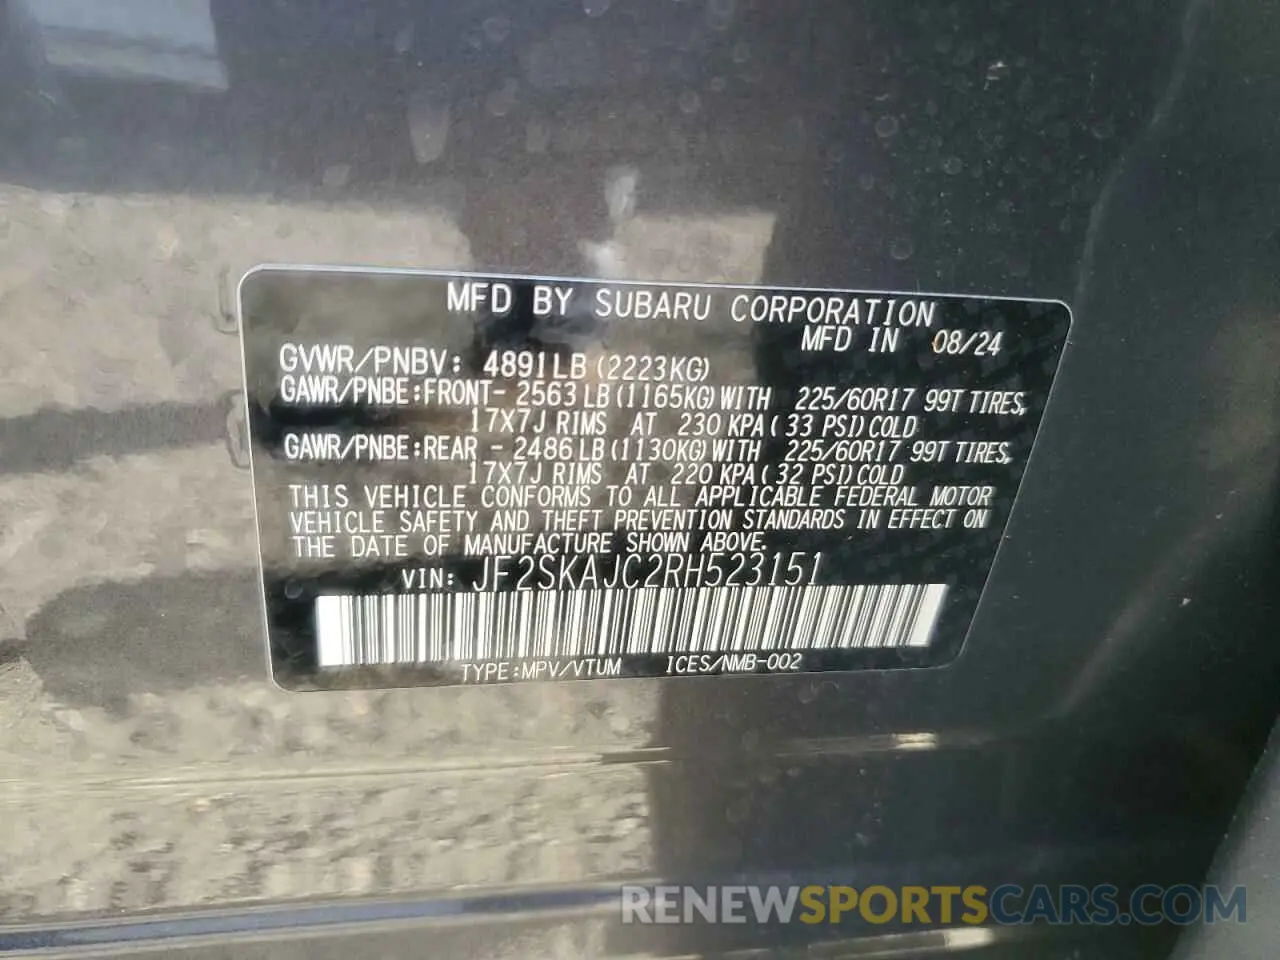 MFD BY SUBARU CORPORATION
MFD IN 08/24
GVWR/PNBV: 4891LB (2223KG)
GAWR/PNBE:FRONT- 2563 LB (1165KG) WITH 225/60R17 99T TIRES,
17X7J RIMS AT 230 KPA ( 33 PSI) COLD
GAWR/PNBE:REAR - 2486 LB (1130KG) WITH 225/60R17 99T TIRES,
17X7J RIMS AT 220 KPA ( 32 PSI) COLD
THIS VEHICLE CONFORMS TO ALL APPLICABLE FEDERAL MOTOR
VEHICLE SAFETY AND THEFT PREVENTION STANDARDS IN EFFECT ON
THE DATE OF MANUFACTURE SHOWN ABOVE.
VIN: JF2SKAJC2RH523151
TYPE:MPV/VTUM ICES/NMB-002
RENEWSPORTSCARS.COM